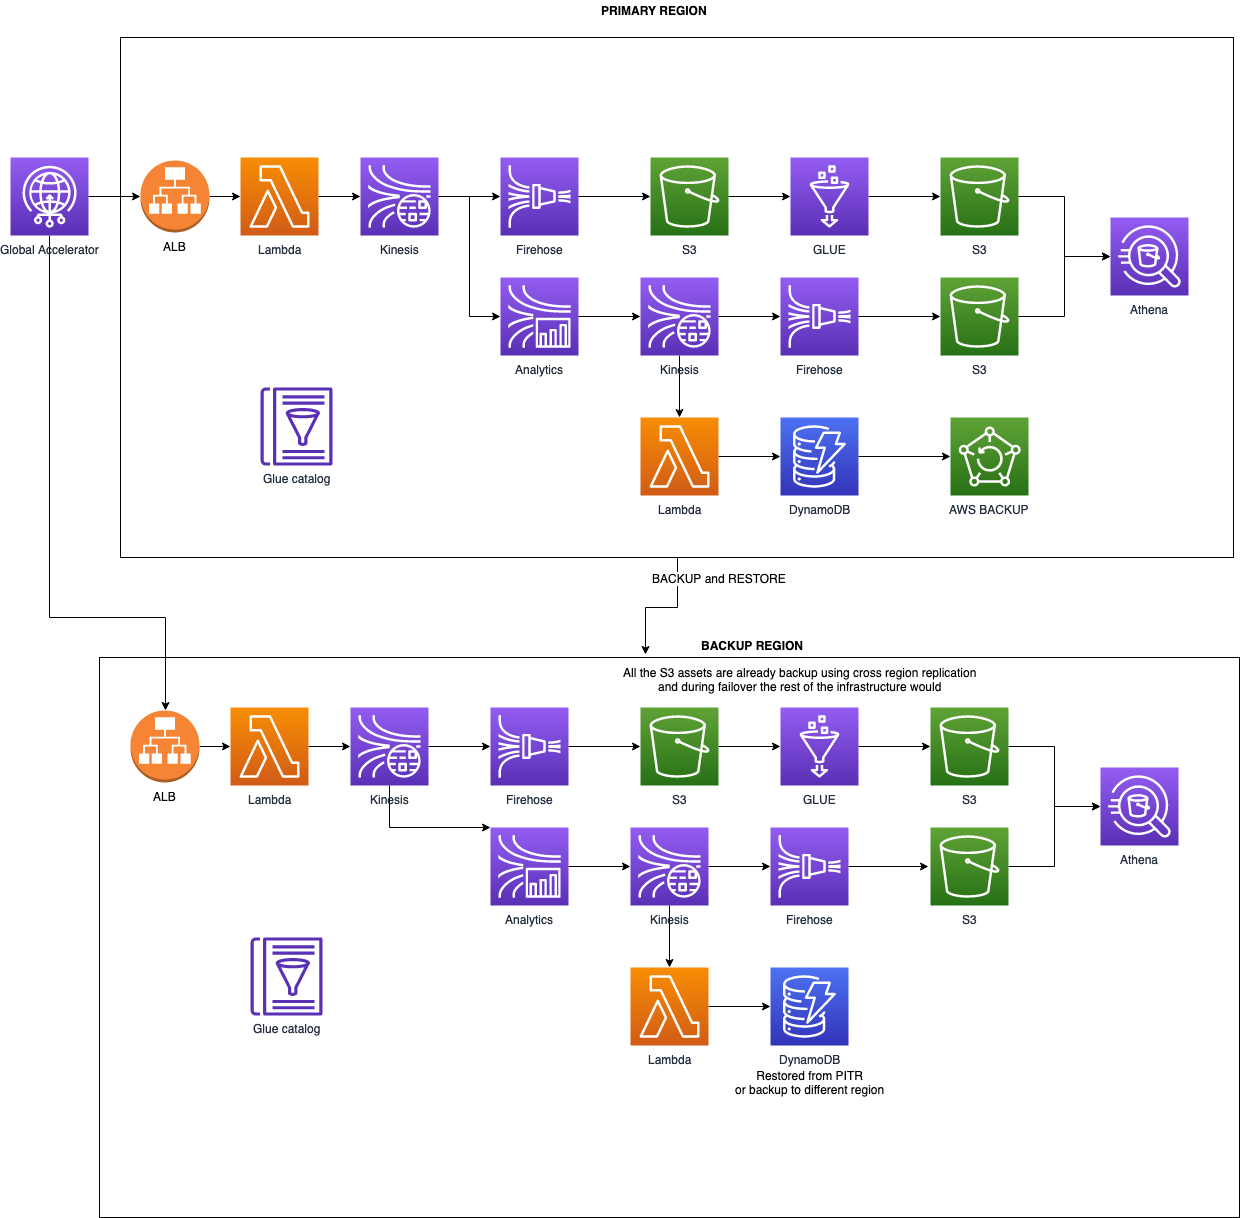 PRIMARY REGION
Global Accelerator
ALB
Lambda
Kinesis
Firehose
S3
GLUE
S3
Analytics
Kinesis
Firehose
S3
Athena
Glue catalog
Lambda
DynamoDB
AWS BACKUP
BACKUP and RESTORE
BACKUP REGION
All the S3 assets are already backup using cross region replication
and during failover the rest of the infrastructure would
ALB
Lambda
Kinesis
Firehose
S3
GLUE
S3
Athena
Analytics
Kinesis
Firehose
S3
Glue catalog
Lambda
DynamoDB
Restored from PITR
or backup to different region